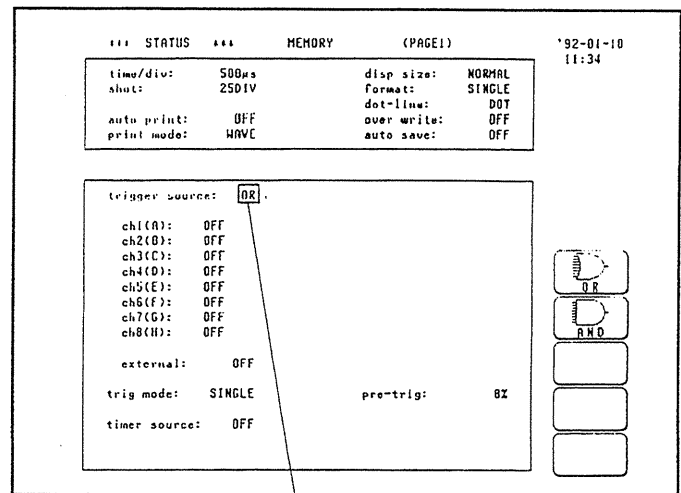 *** STATUS *** MEMORY (PAGE1) '92-01-10
11:34
time/div: 500µs disp size: NORMAL
shot: 25DIV format: SINGLE
dot-line: DOT
auto print: OFF over write: OFF
print mode: WAVE auto save: OFF
trigger source: OR
ch1(A): OFF
ch2(B): OFF
ch3(C): OFF
ch4(D): OFF
ch5(E): OFF
ch6(F): OFF
ch7(G): OFF
ch8(H): OFF
external: OFF
trig mode: SINGLE pre-trig: 0%
timer source: OFF
OR
AND